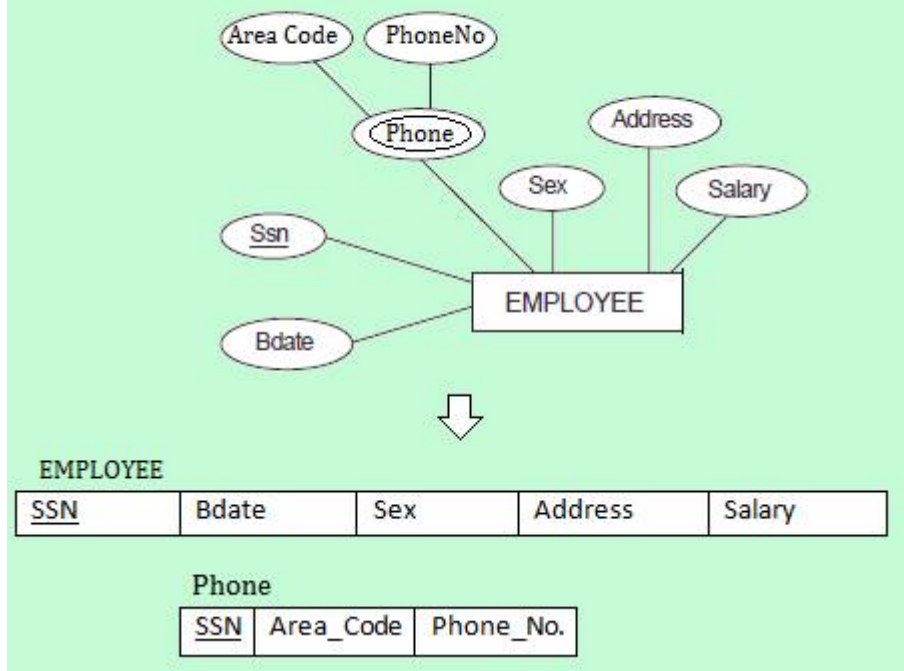 Area Code PhoneNo
Phone
Address
Sex
Salary
Ssn
EMPLOYEE
Bdate
EMPLOYEE
SSN Bdate Sex Address Salary
Phone
SSN Area_Code Phone_No.